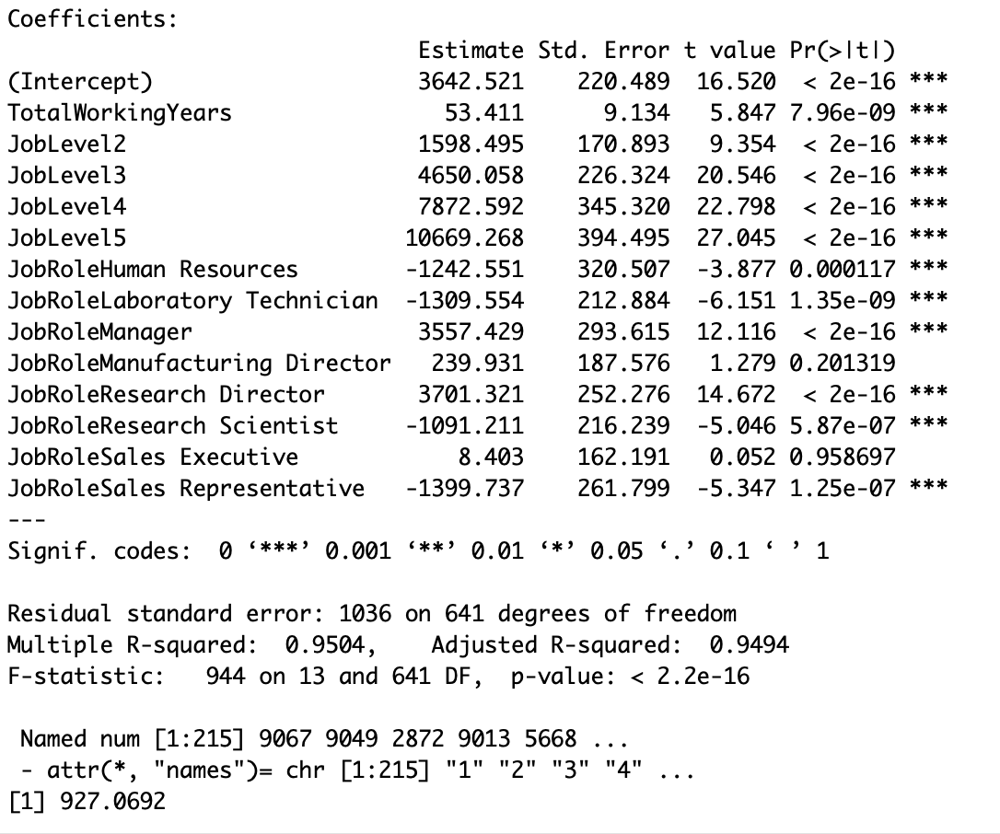 Coefficients:
                               Estimate Std. Error t value Pr(>|t|)
(Intercept)                    3642.521    220.489  16.520  < 2e-16 ***
TotalWorkingYears                53.411      9.134   5.847 7.96e-09 ***
JobLevel2                      1598.495    170.893   9.354  < 2e-16 ***
JobLevel3                      4650.058    226.324  20.546  < 2e-16 ***
JobLevel4                      7872.592    345.320  22.798  < 2e-16 ***
JobLevel5                     10669.268    394.495  27.045  < 2e-16 ***
JobRoleHuman Resources        -1242.551    320.507  -3.877 0.000117 ***
JobRoleLaboratory Technician  -1309.554    212.884  -6.151 1.35e-09 ***
JobRoleManager                 3557.429    293.615  12.116  < 2e-16 ***
JobRoleManufacturing Director   239.931    187.576   1.279 0.201319
JobRoleResearch Director       3701.321    252.276  14.672  < 2e-16 ***
JobRoleResearch Scientist     -1091.211    216.239  -5.046 5.87e-07 ***
JobRoleSales Executive            8.403    162.191   0.052 0.958697
JobRoleSales Representative   -1399.737    261.799  -5.347 1.25e-07 ***
---
Signif. codes:  0 ‘***’ 0.001 ‘**’ 0.01 ‘*’ 0.05 ‘.’ 0.1 ‘ ’ 1
Residual standard error: 1036 on 641 degrees of freedom
Multiple R-squared:  0.9504,    Adjusted R-squared:  0.9494
F-statistic:   944 on 13 and 641 DF,  p-value: < 2.2e-16
 Named num [1:215] 9067 9049 2872 9013 5668 ...
 - attr(*, "names")= chr [1:215] "1" "2" "3" "4" ...
[1] 927.0692